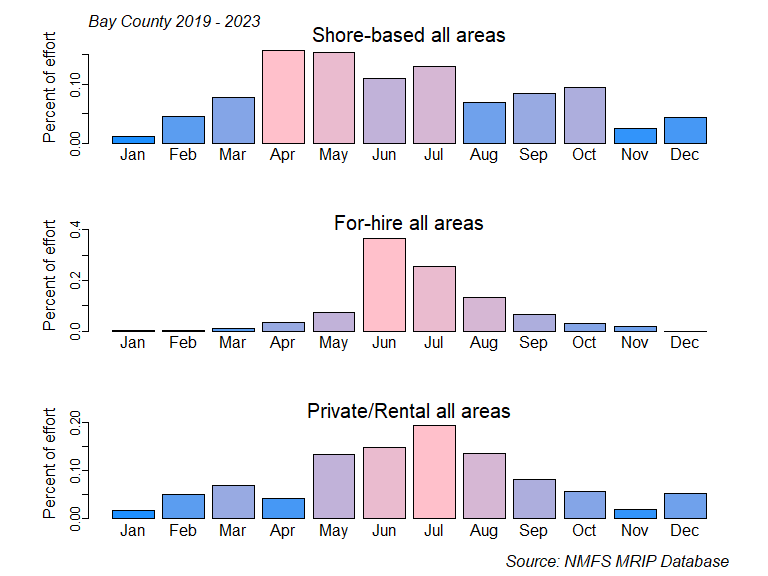 Bay County 2019 - 2023
Shore-based all areas
Percent of effort
0.00 0.10
Jan Feb Mar Apr May Jun Jul Aug Sep Oct Nov Dec
For-hire all areas
Percent of effort
0.0 0.2 0.4
Jan Feb Mar Apr May Jun Jul Aug Sep Oct Nov Dec
Private/Rental all areas
Percent of effort
0.00 0.10 0.20
Jan Feb Mar Apr May Jun Jul Aug Sep Oct Nov Dec
Source: NMFS MRIP Database